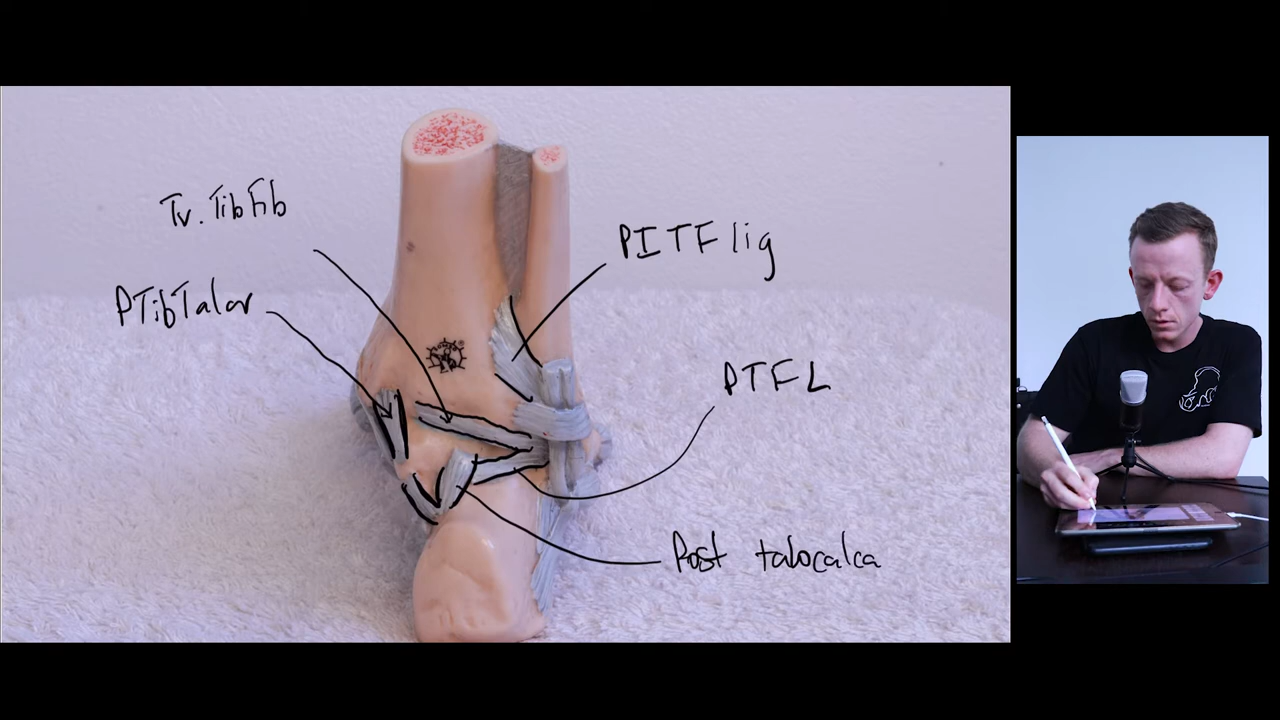 Tv. TibFib
PITF lig
PTibTalar
PTFL
Post talocalca